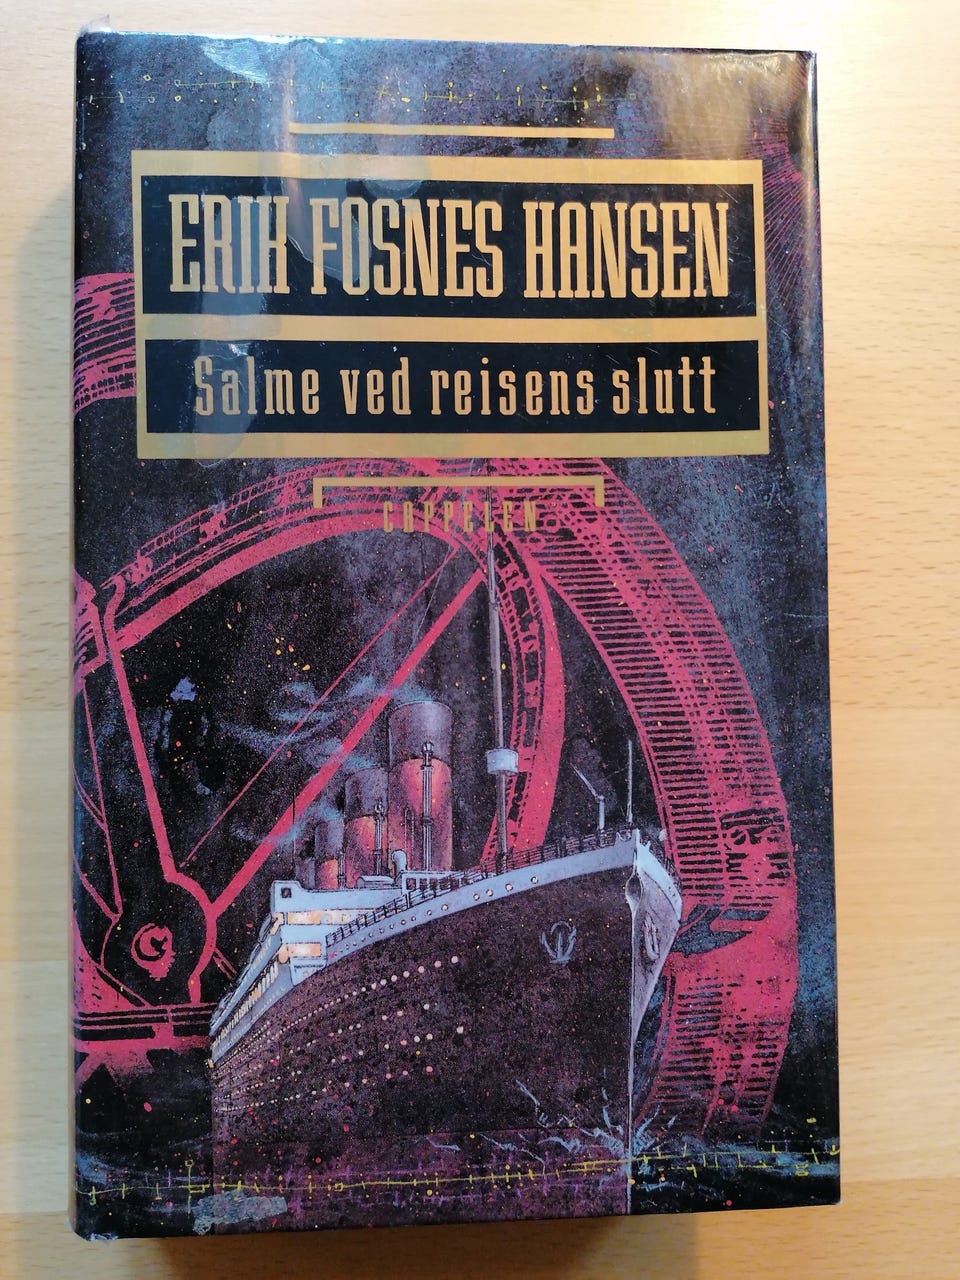 ERIK FOSNES HANSEN
Salme ved reisens slutt
CAPPELEN